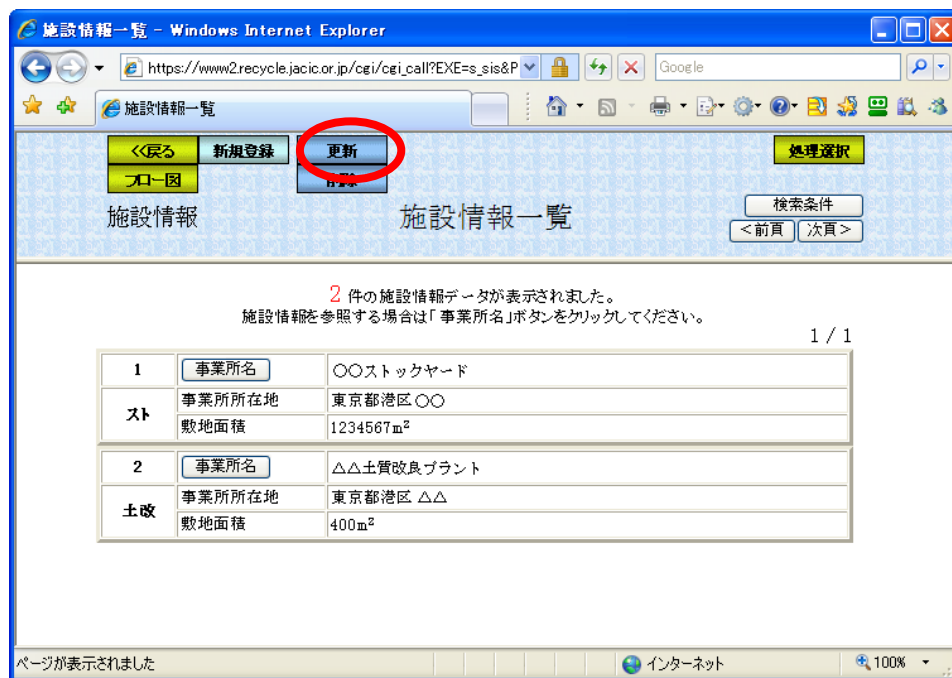 施設情報一覧 - Windows Internet Explorer
https://www2.recycle.jacic.or.jp/cgi/cgi_call?EXE=s_sis&P
Google
施設情報一覧
<<戻る 新規登録 更新 処理選択
フロー図 削除
検索条件
施設情報 施設情報一覧
<前頁 次頁>
2 件の施設情報データが表示されました。
施設情報を参照する場合は「事業所名」ボタンをクリックしてください。
1 / 1
1 事業所名 〇〇ストックヤード
スト
事業所所在地 東京都港区〇〇
敷地面積 1234567m²
2 事業所名 △△土質改良プラント
土改
事業所所在地 東京都港区 △△
敷地面積 400m²
ページが表示されました インターネット 100%